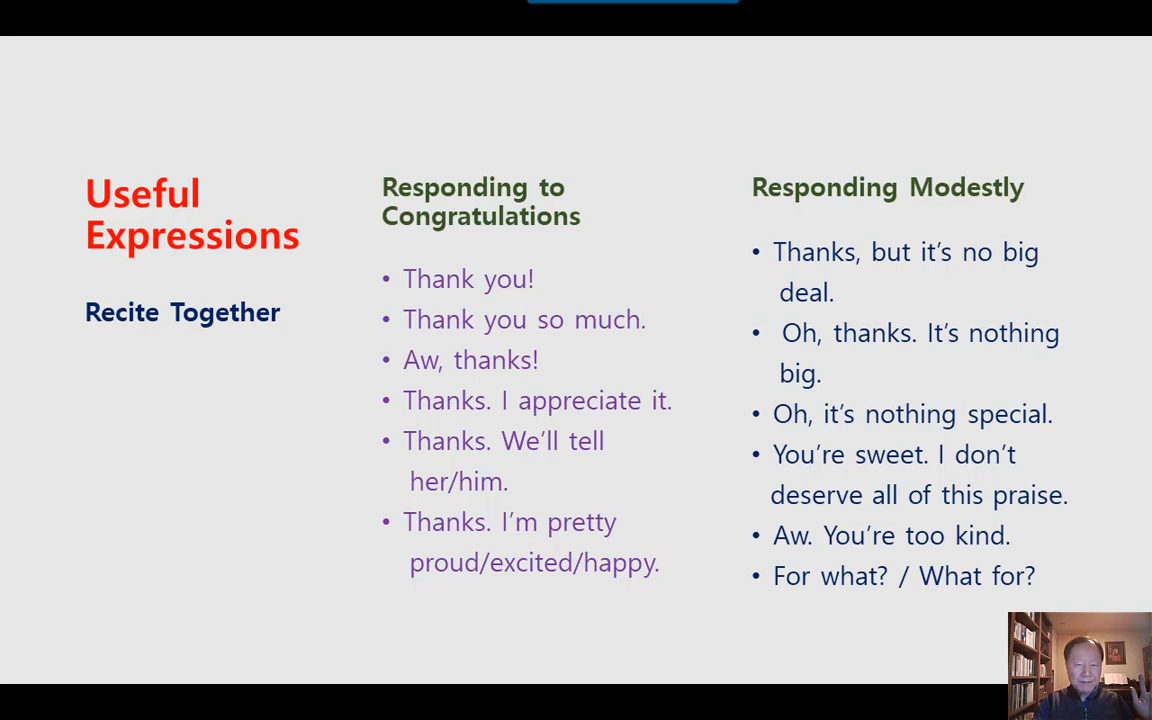 Useful
Expressions
Recite Together
Responding to
Congratulations
• Thank you!
• Thank you so much.
• Aw, thanks!
• Thanks. I appreciate it.
• Thanks. We’ll tell
her/him.
• Thanks. I’m pretty
proud/excited/happy.
Responding Modestly
• Thanks, but it’s no big
deal.
• Oh, thanks. It’s nothing
big.
• Oh, it’s nothing special.
• You’re sweet. I don’t
deserve all of this praise.
• Aw. You’re too kind.
• For what? / What for?